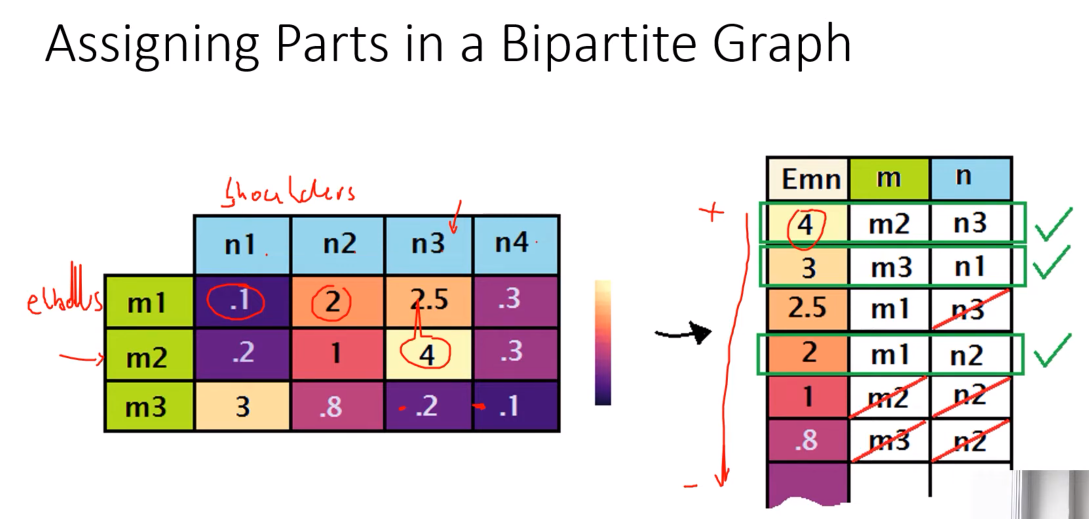 Assigning Parts in a Bipartite Graph
shoulders
n1 n2 n3 n4
elbows m1 .1 2 2.5 .3
m2 .2 1 4 .3
m3 3 .8 .2 .1
Emn m n
+ 4 m2 n3
3 m3 n1
2.5 m1 n3
2 m1 n2
1 m2 n2
.8 m3 n2
-